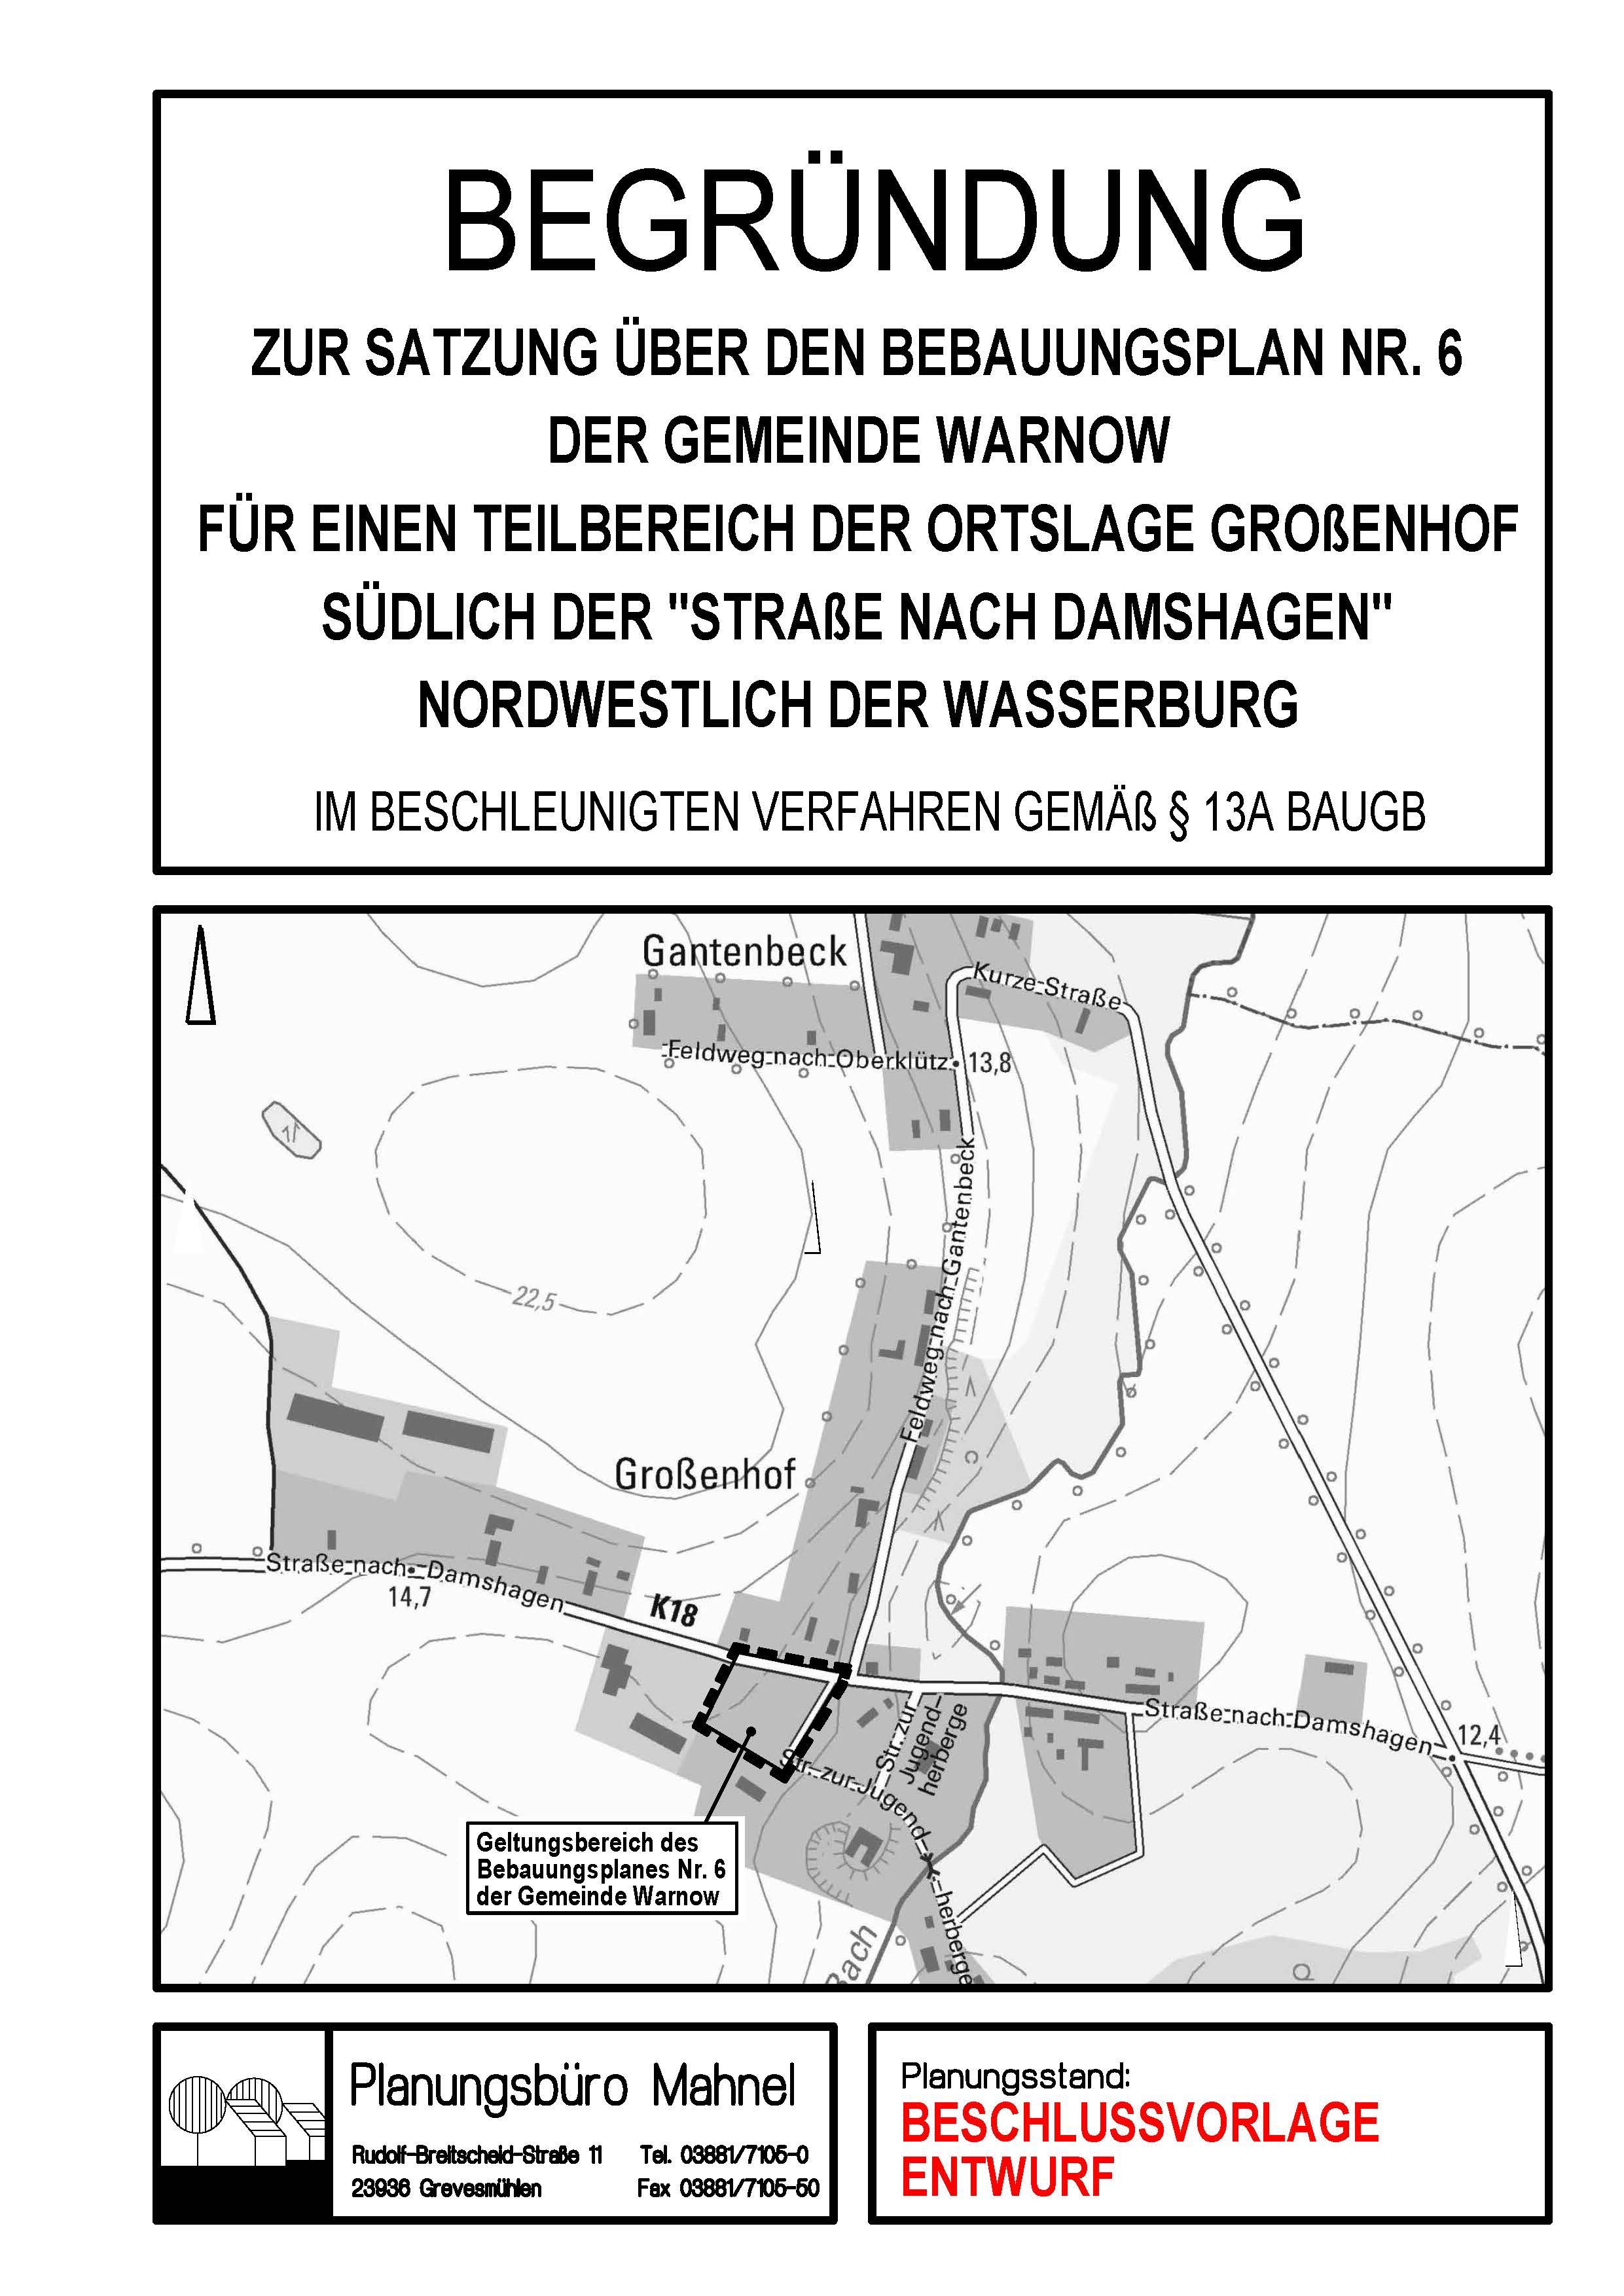 BEGRÜNDUNG
ZUR SATZUNG ÜBER DEN BEBAUUNGSPLAN NR. 6
DER GEMEINDE WARNOW
FÜR EINEN TEILBEREICH DER ORTSLAGE GROßENHOF
SÜDLICH DER "STRAßE NACH DAMSHAGEN"
NORDWESTLICH DER WASSERBURG
IM BESCHLEUNIGTEN VERFAHREN GEMÄß § 13A BAUGB
Gantenbeck
Kurze-Straße
Feldweg-nach-Oberklütz
13,8
Feldweg-nach-Gantenbeck
22,5
Großenhof
Straße-nach-Damshagen
14,7
K18
Straße-nach-Damshagen
12,4
Str. zur
Jugend-
herberge
Str. zur Jugend-
herberge
Geltungsbereich des
Bebauungsplanes Nr. 6
der Gemeinde Warnow
Bach
Planungsbüro Mahnel
Rudolf-Breitscheid-Straße 11 Tel. 03881/7105-0
23936 Grevesmühlen Fax 03881/7105-50
Planungsstand:
BESCHLUSSVORLAGE
ENTWURF